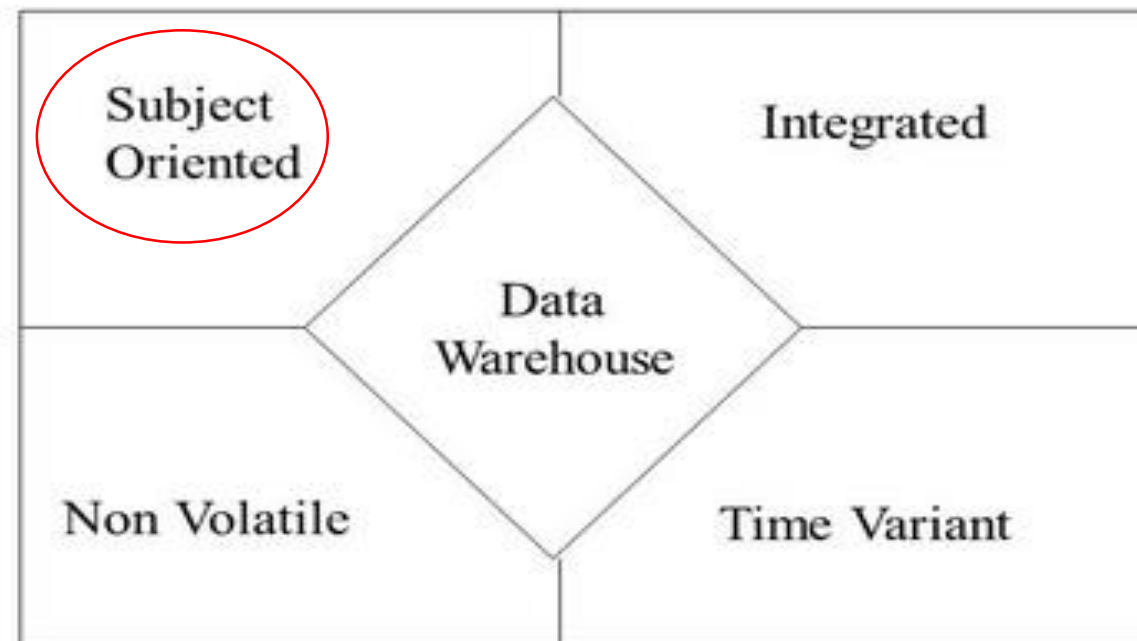 Subject
Oriented
Integrated
Data
Warehouse
Non Volatile
Time Variant